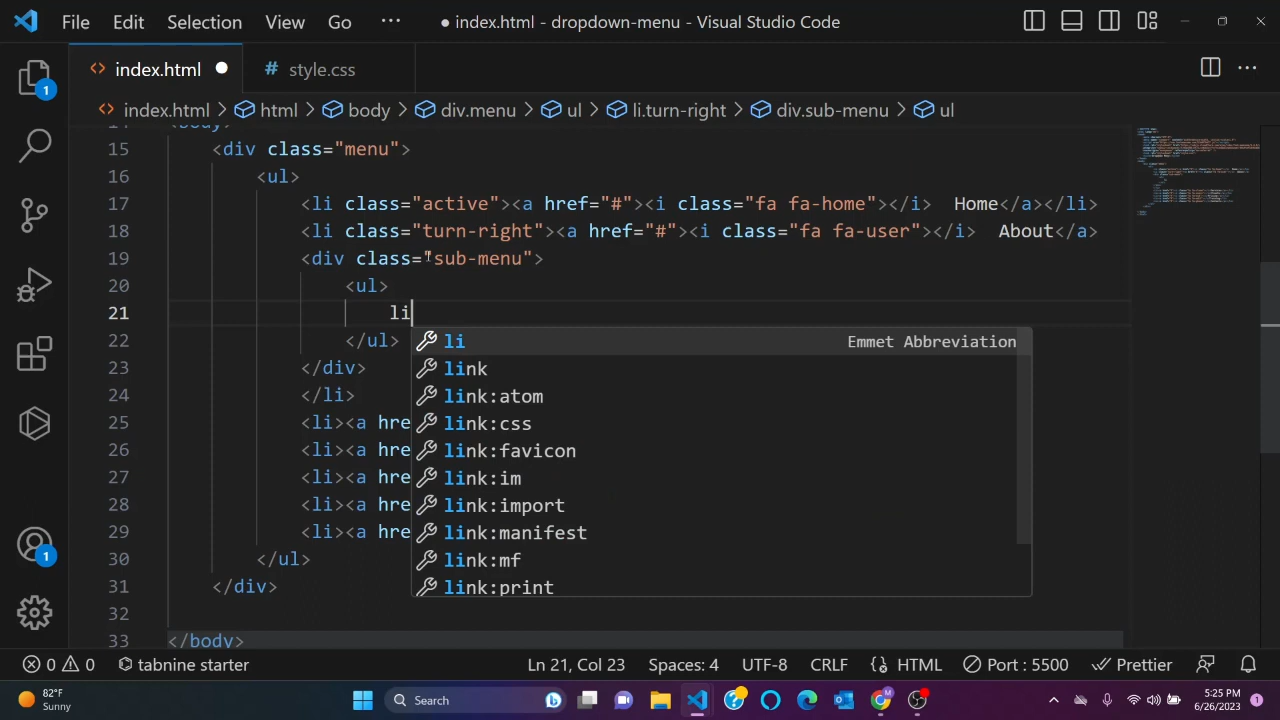 File Edit Selection View Go ··· ● index.html - dropdown-menu - Visual Studio Code
<> index.html ● # style.css
<> index.html > html > body > div.menu > ul > li.turn-right > div.sub-menu > ul
14 <body>
15 <div class="menu">
16 <ul>
17 <li class="active"><a href="#"><i class="fa fa-home"></i> Home</a></li>
18 <li class="turn-right"><a href="#"><i class="fa fa-user"></i> About</a>
19 <div class="sub-menu">
20 <ul>
21 li
22 </ul>
23 </div>
24 </li>
25 <li><a hre
26 <li><a hre
27 <li><a hre
28 <li><a hre
29 <li><a hre
30 </ul>
31 </div>
32
33 </body>
li Emmet Abbreviation
link
link:atom
link:css
link:favicon
link:im
link:import
link:manifest
link:mf
link:print
1
1
0 0 tabnine starter Ln 21, Col 23 Spaces: 4 UTF-8 CRLF HTML Port : 5500 Prettier
82°F
Sunny
Search
5:25 PM
6/26/2023
1